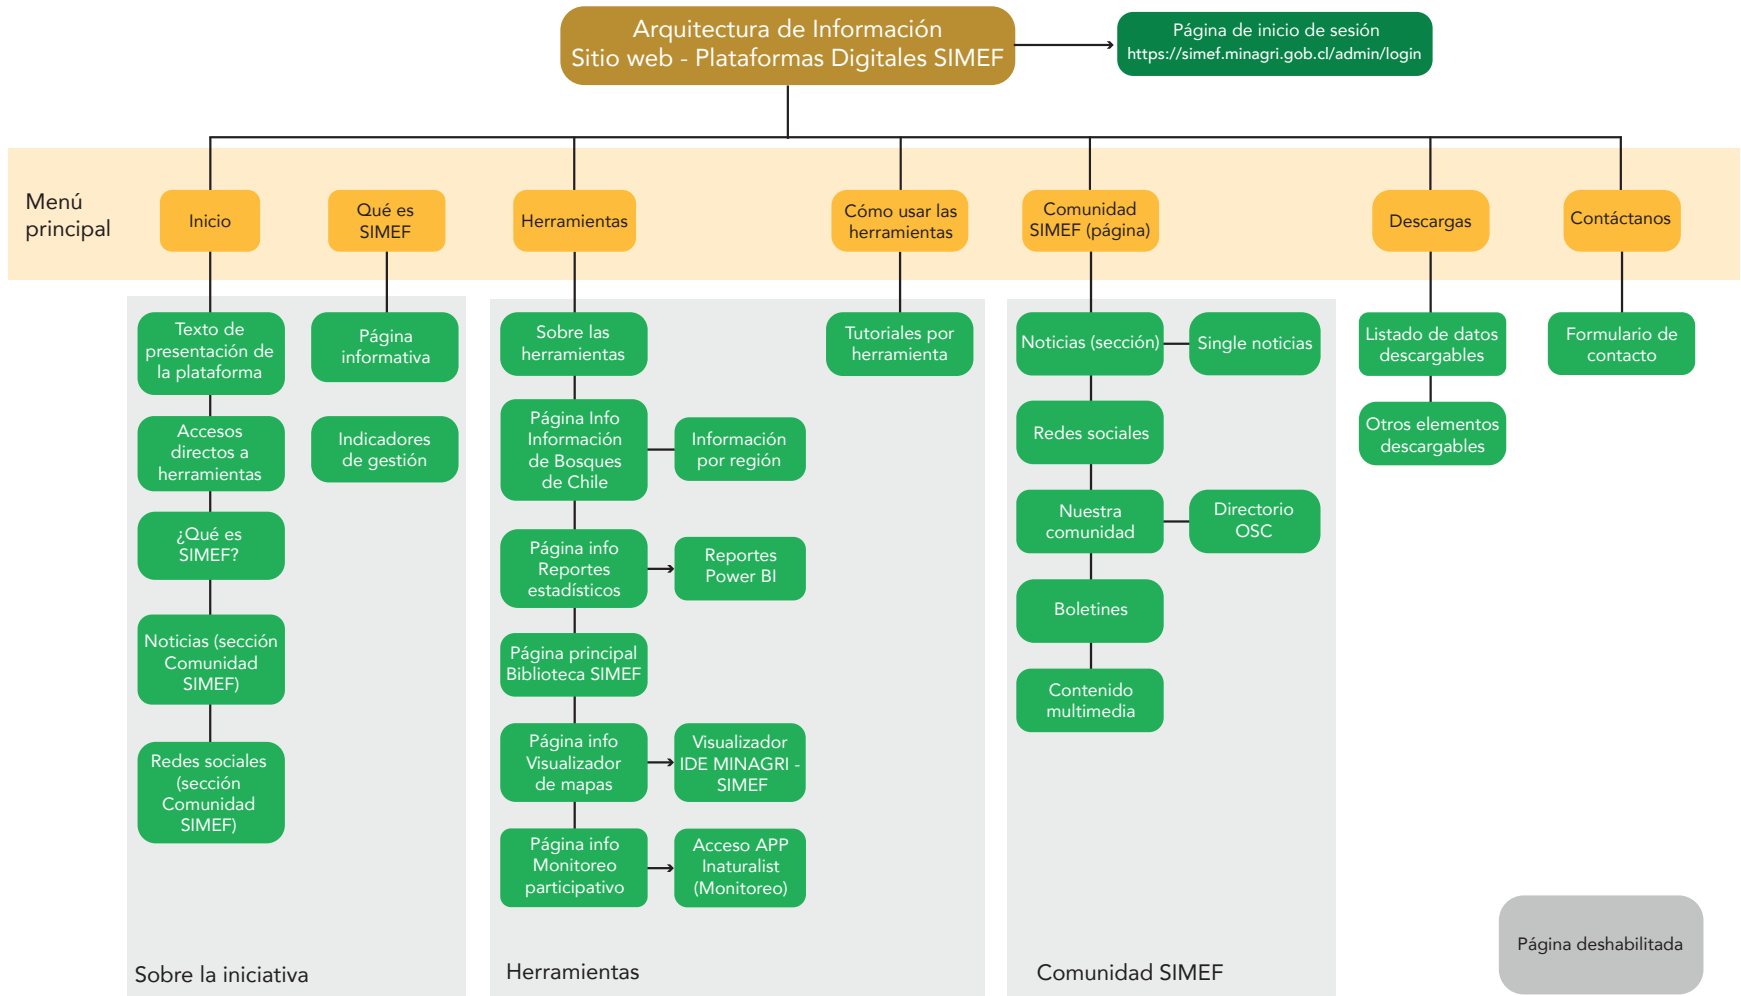 Arquitectura de Información
Sitio web - Plataformas Digitales SIMEF
Página de inicio de sesión
https://simef.minagri.gob.cl/admin/login
Menú
principal
Inicio
Qué es
SIMEF
Herramientas
Cómo usar las
herramientas
Comunidad
SIMEF (página)
Descargas
Contáctanos
Texto de
presentación de
la plataforma
Accesos
directos a
herramientas
¿Qué es
SIMEF?
Noticias (sección
Comunidad
SIMEF)
Redes sociales
(sección
Comunidad
SIMEF)
Página
informativa
Indicadores
de gestión
Sobre la iniciativa
Sobre las
herramientas
Página Info
Información
de Bosques
de Chile
Información
por región
Página info
Reportes
estadísticos
Reportes
Power BI
Página principal
Biblioteca SIMEF
Página info
Visualizador
de mapas
Visualizador
IDE MINAGRI -
SIMEF
Página info
Monitoreo
participativo
Acceso APP
Inaturalist
(Monitoreo)
Tutoriales por
herramienta
Herramientas
Noticias (sección)
Single noticias
Redes sociales
Nuestra
comunidad
Directorio
OSC
Boletines
Contenido
multimedia
Comunidad SIMEF
Listado de datos
descargables
Otros elementos
descargables
Formulario de
contacto
Página deshabilitada